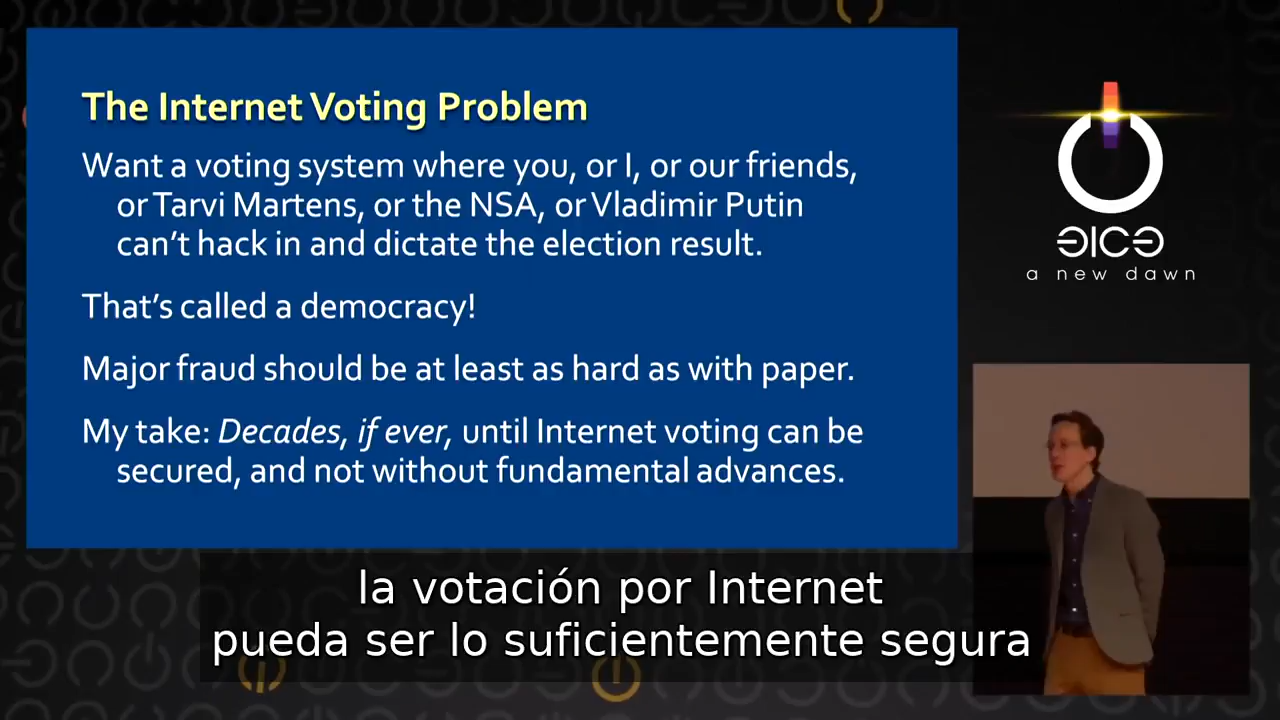 The Internet Voting Problem
Want a voting system where you, or I, or our friends,
or Tarvi Martens, or the NSA, or Vladimir Putin
can't hack in and dictate the election result.
That's called a democracy!
Major fraud should be at least as hard as with paper.
My take: Decades, if ever, until Internet voting can be
secured, and not without fundamental advances.
a new dawn
la votación por Internet
pueda ser lo suficientemente segura